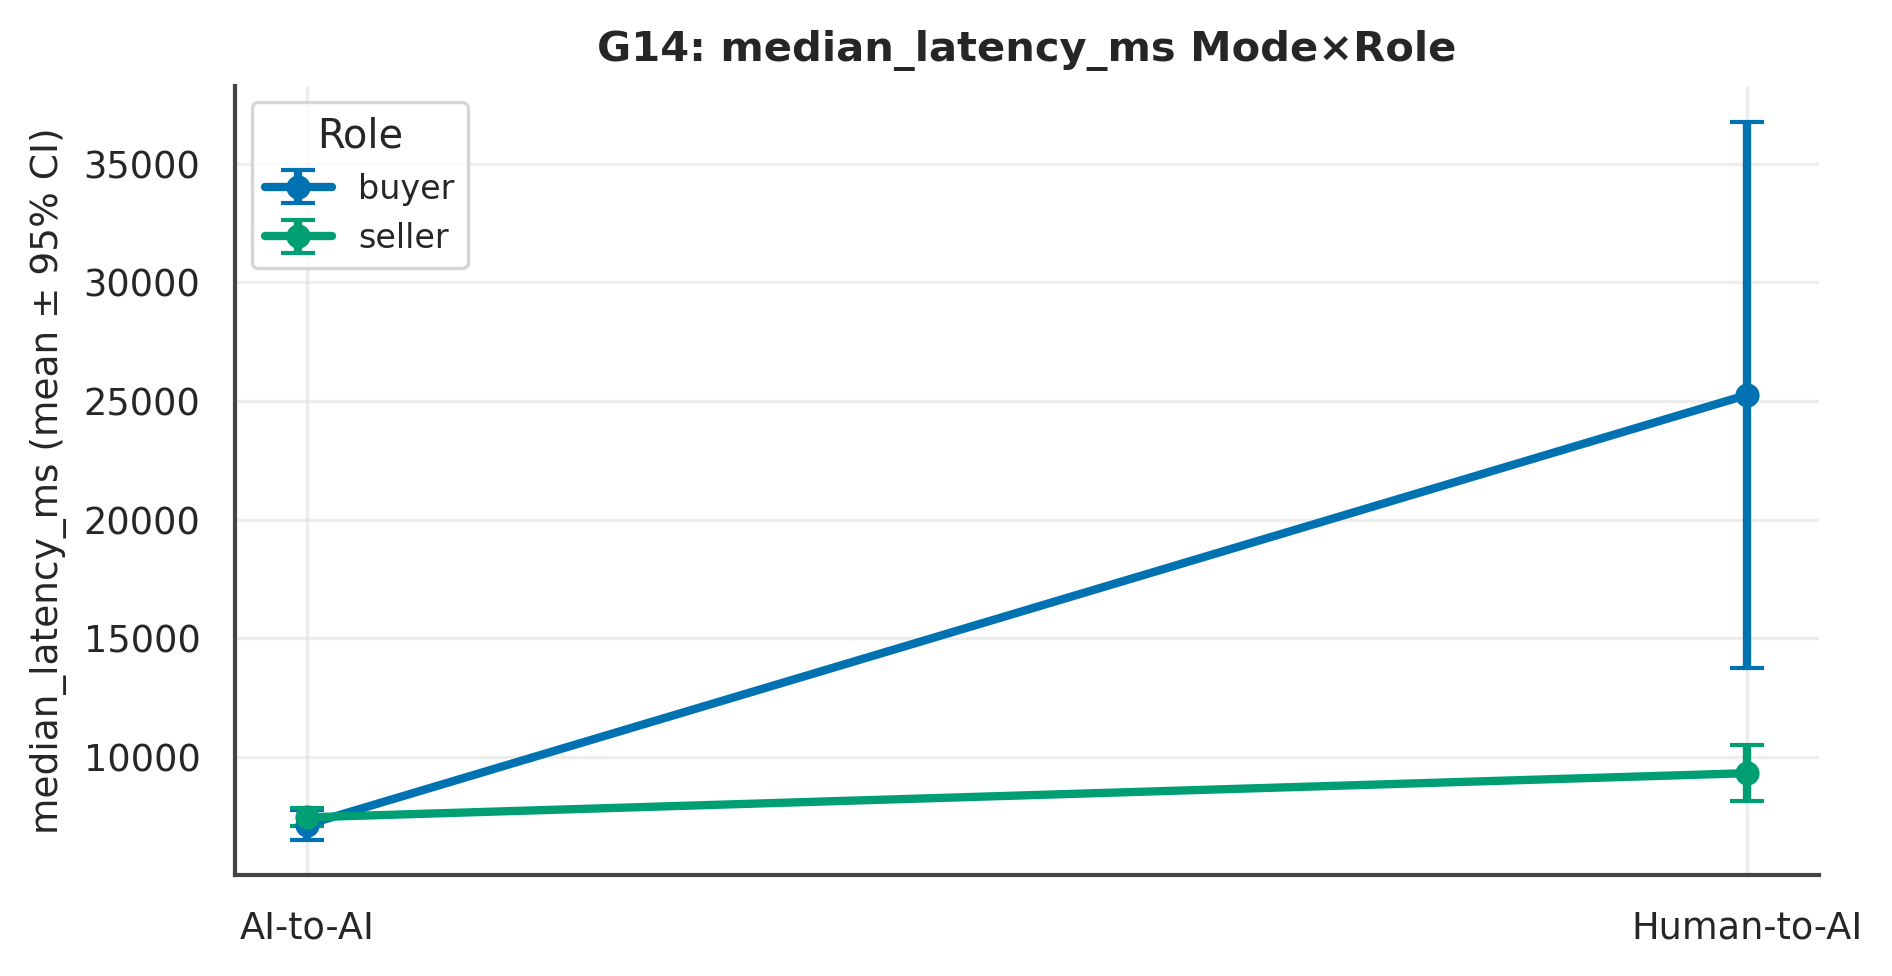 G14: median_latency_ms Mode×Role
median_latency_ms (mean ± 95% CI)
Role
buyer
seller
35000
30000
25000
20000
15000
10000
AI-to-AI
Human-to-AI